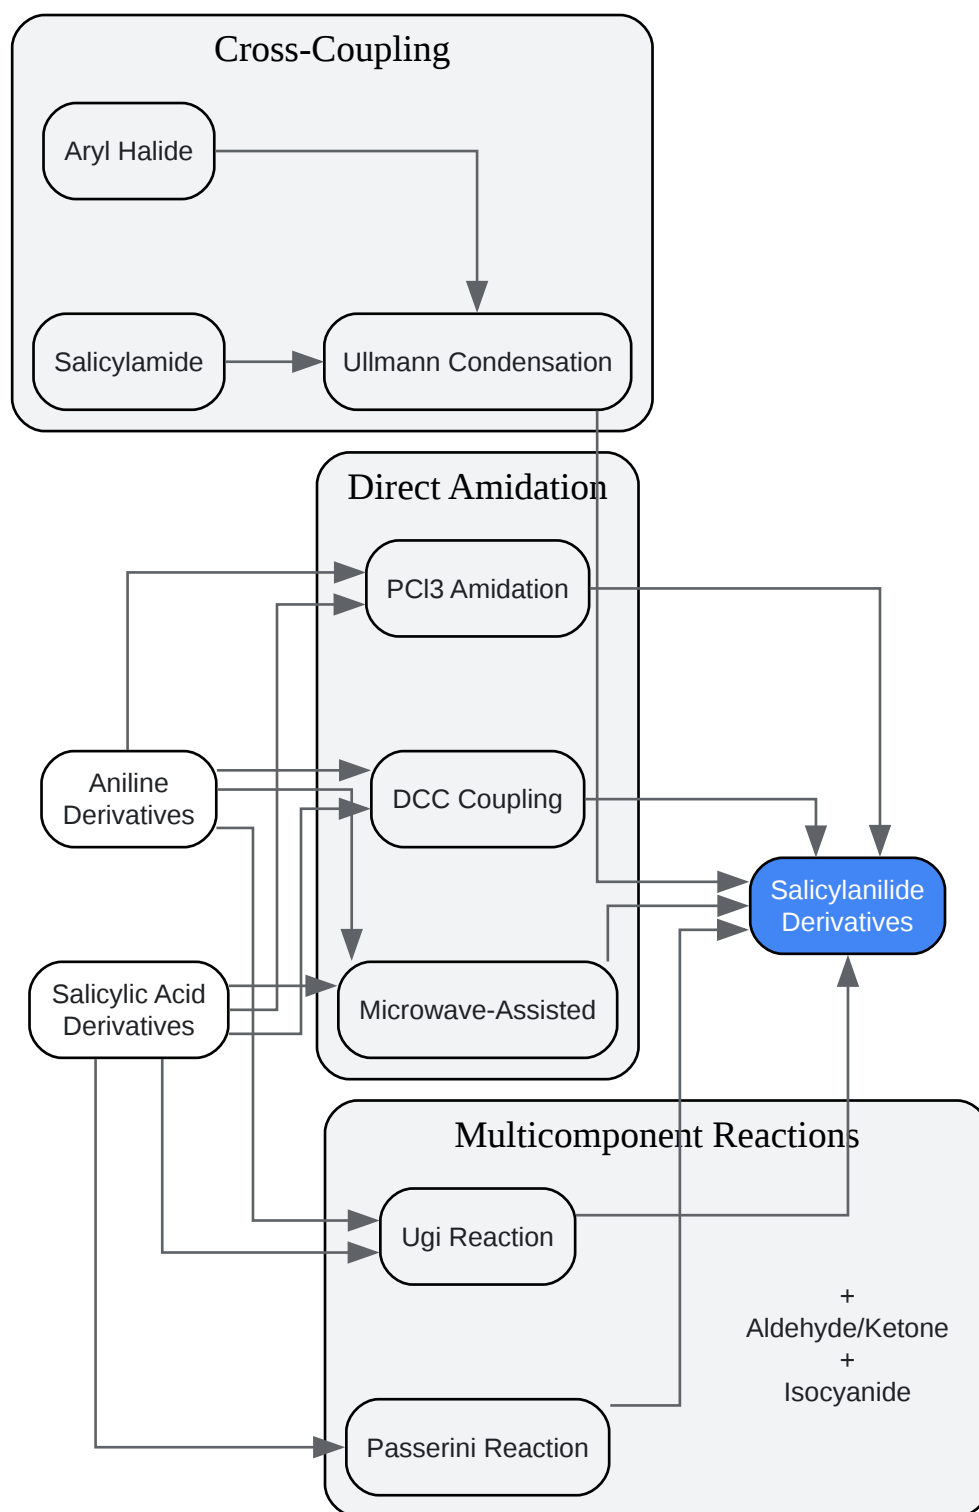 Cross-Coupling
Aryl Halide
Salicylamide
Ullmann Condensation
Direct Amidation
PCl3 Amidation
Aniline
Derivatives
DCC Coupling
Salicylanilide
Derivatives
Salicylic Acid
Derivatives
Microwave-Assisted
Multicomponent Reactions
Ugi Reaction
+
Aldehyde/Ketone
+
Isocyanide
Passerini Reaction